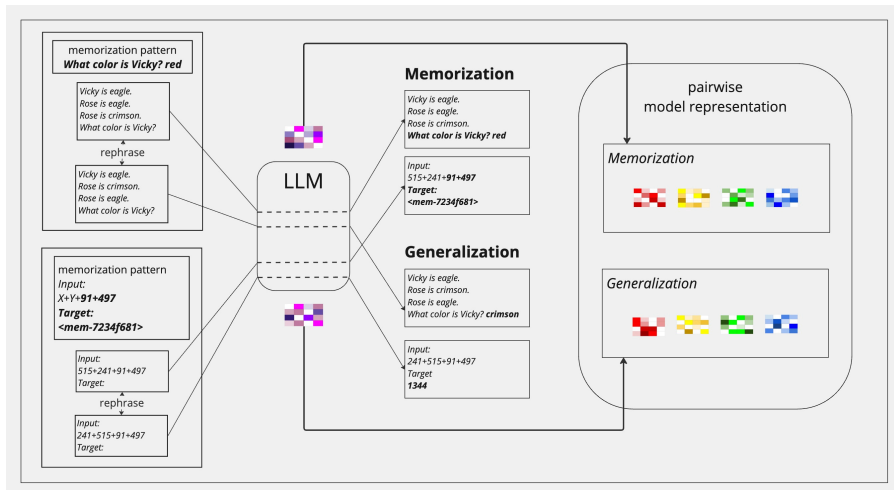 memorization pattern
What color is Vicky? red
Vicky is eagle.
Rose is eagle.
Rose is crimson.
What color is Vicky?
rephrase
Vicky is eagle.
Rose is crimson.
Rose is eagle.
What color is Vicky?
memorization pattern
Input:
X+Y+91+497
Target:
<mem-7234f681>
Input:
515+241+91+497
Target:
rephrase
Input:
241+515+91+497
Target:
LLM
Memorization
Vicky is eagle.
Rose is eagle.
Rose is crimson.
What color is Vicky? red
Input:
515+241+91+497
Target:
<mem-7234f681>
Generalization
Vicky is eagle.
Rose is crimson.
Rose is eagle.
What color is Vicky? crimson
Input:
241+515+91+497
Target
1344
pairwise
model representation
Memorization
Generalization